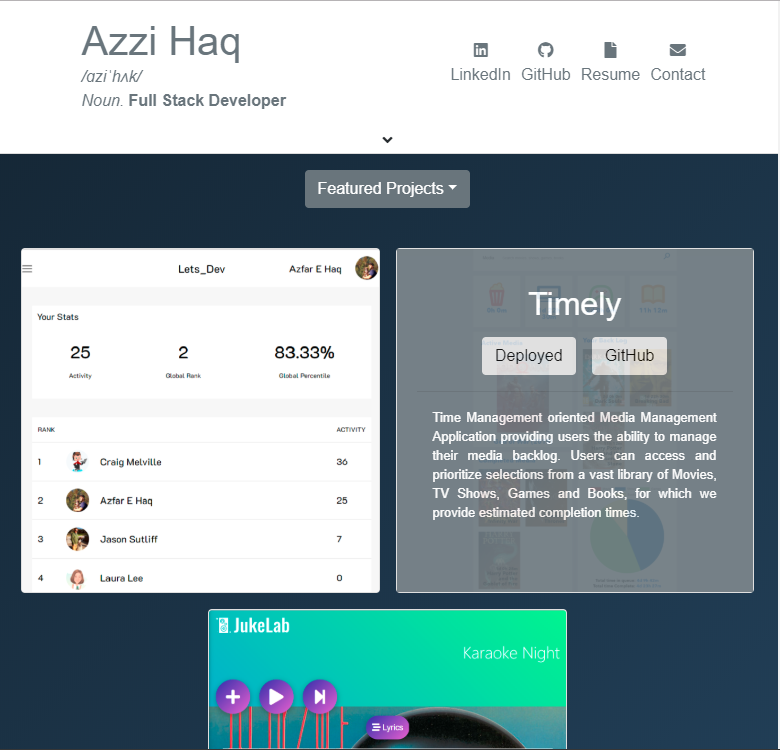 Azzi Haq
/ɑziˈhʌk/
Noun. Full Stack Developer
LinkedIn GitHub Resume Contact
Featured Projects
Lets_Dev
Azfar E Haq
Your Stats
25 2 83.33%
Activity Global Rank Global Percentile
RANK ACTIVITY
1 Craig Melville 36
2 Azfar E Haq 25
3 Jason Sutliff 7
4 Laura Lee 0
Timely
Deployed GitHub
Time Management oriented Media Management
Application providing users the ability to manage
their media backlog. Users can access and
prioritize selections from a vast library of Movies,
TV Shows, Games and Books, for which we
provide estimated completion times.
JukeLab
Karaoke Night
Lyrics